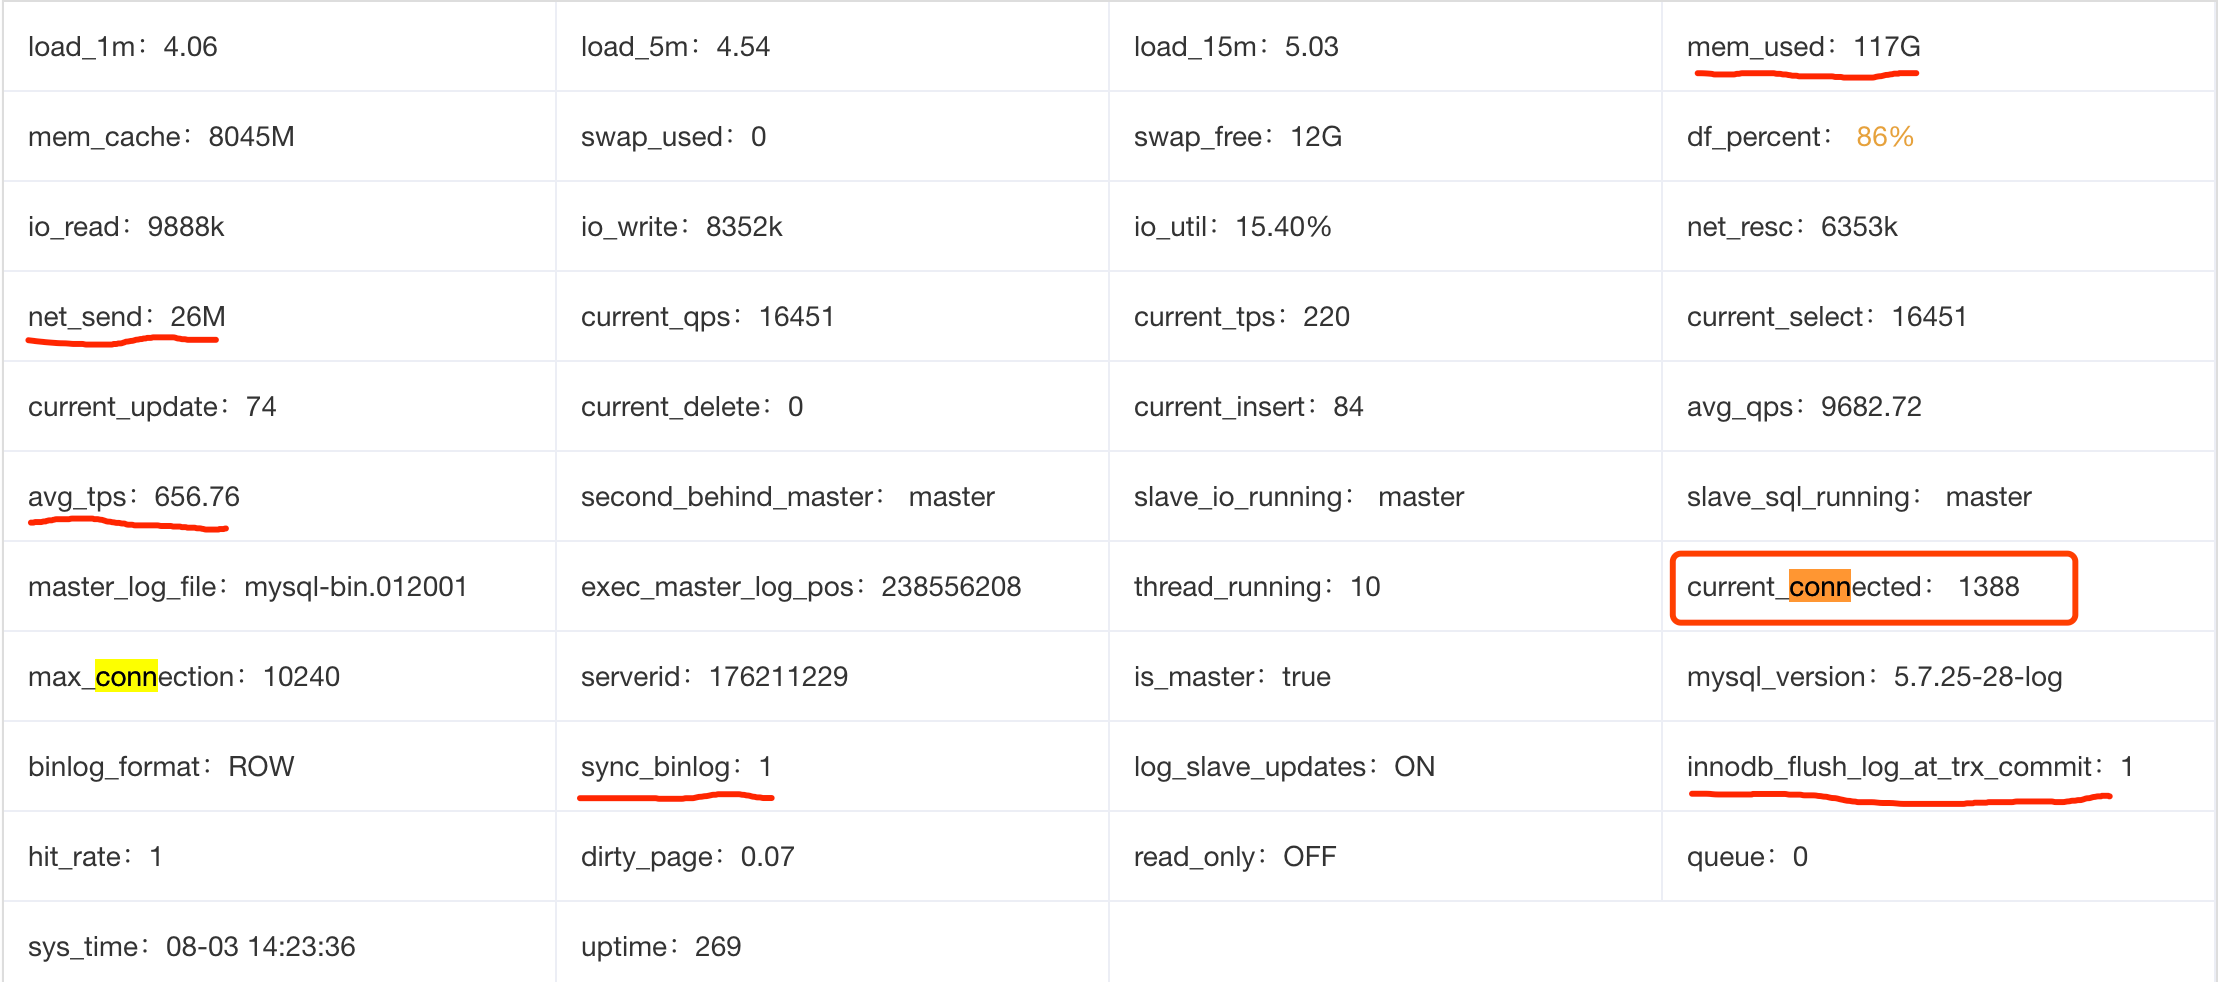 load_1m：4.06
load_5m：4.54
load_15m：5.03
mem_used：117G
mem_cache：8045M
swap_used：0
swap_free：12G
df_percent： 86%
io_read：9888k
io_write：8352k
io_util：15.40%
net_resc：6353k
net_send：26M
current_qps：16451
current_tps：220
current_select：16451
current_update：74
current_delete：0
current_insert：84
avg_qps：9682.72
avg_tps：656.76
second_behind_master： master
slave_io_running： master
slave_sql_running： master
master_log_file：mysql-bin.012001
exec_master_log_pos：238556208
thread_running：10
current_connected： 1388
max_connection：10240
serverid：176211229
is_master：true
mysql_version：5.7.25-28-log
binlog_format：ROW
sync_binlog：1
log_slave_updates：ON
innodb_flush_log_at_trx_commit：1
hit_rate：1
dirty_page：0.07
read_only：OFF
queue：0
sys_time：08-03 14:23:36
uptime：269